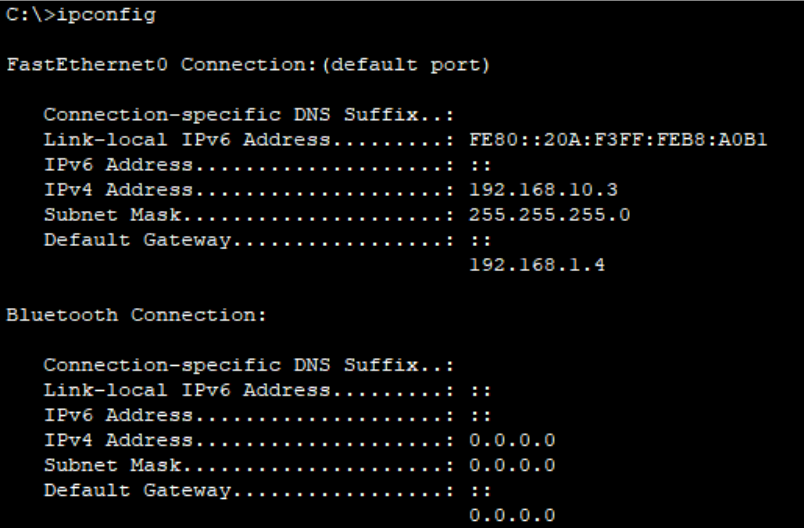 C:\>ipconfig
FastEthernet0 Connection:(default port)
Connection-specific DNS Suffix..:
Link-local IPv6 Address.........: FE80::20A:F3FF:FEB8:A0B1
IPv6 Address....................: ::
IPv4 Address....................: 192.168.10.3
Subnet Mask.....................: 255.255.255.0
Default Gateway.................: ::
192.168.1.4
Bluetooth Connection:
Connection-specific DNS Suffix..:
Link-local IPv6 Address.........: ::
IPv6 Address....................: ::
IPv4 Address....................: 0.0.0.0
Subnet Mask.....................: 0.0.0.0
Default Gateway.................: ::
0.0.0.0